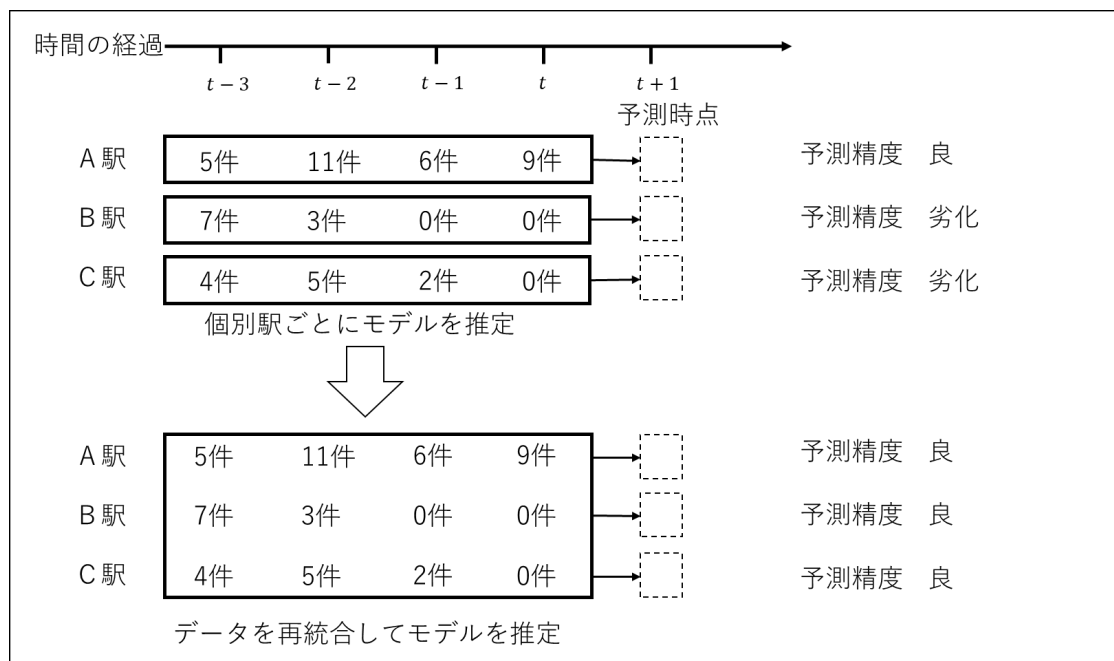 時間の経過
t − 3 t − 2 t − 1 t t + 1
予測時点
A駅 5件 11件 6件 9件 予測精度 良
B駅 7件 3件 0件 0件 予測精度 劣化
C駅 4件 5件 2件 0件 予測精度 劣化
個別駅ごとにモデルを推定
A駅 5件 11件 6件 9件 予測精度 良
B駅 7件 3件 0件 0件 予測精度 良
C駅 4件 5件 2件 0件 予測精度 良
データを再統合してモデルを推定